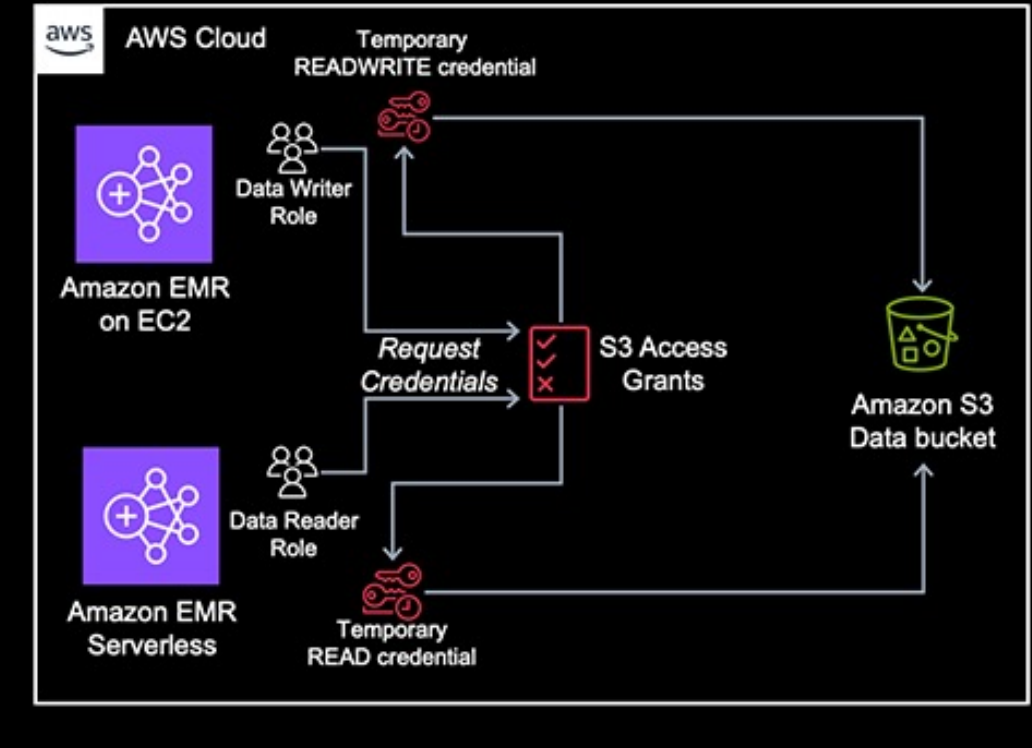 aws
AWS Cloud
Temporary
READWRITE credential
Data Writer
Role
Amazon EMR
on EC2
Request
Credentials
S3 Access
Grants
Amazon S3
Data bucket
Data Reader
Role
Amazon EMR
Serverless
Temporary
READ credential